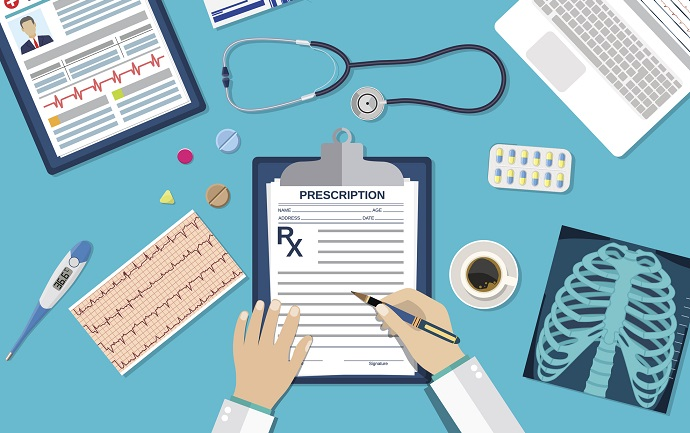 PRESCRIPTION
NAME AGE
ADDRESS DATE
Rx
Signature
36.6